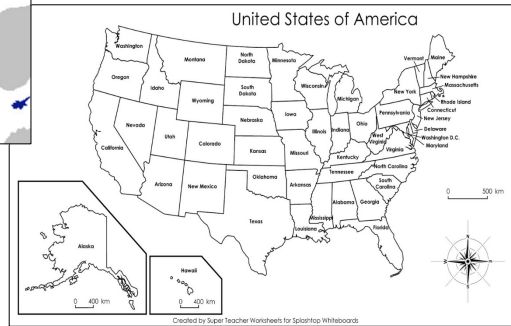 United States of America
Washington
Montana
North
Dakota
Minnesota
Vermont
Maine
Oregon
Idaho
Wyoming
South
Dakota
Wisconsin
Michigan
New York
New Hampshire
Massachusetts
Rhode Island
Connecticut
New Jersey
Delaware
Washington D.C.
Maryland
Nevada
Utah
Colorado
Nebraska
Iowa
Illinois
Indiana
Ohio
Pennsylvania
West
Virginia
Virginia
California
Kansas
Missouri
Kentucky
Tennessee
North Carolina
South
Carolina
Arizona
New Mexico
Oklahoma
Arkansas
Mississippi
Alabama
Georgia
Texas
Louisiana
Florida
0 500 km
Alaska
0 400 km
Hawaii
0 400 km
N
W
E
S
Created by Super Teacher Worksheets for Splashtop Whiteboards